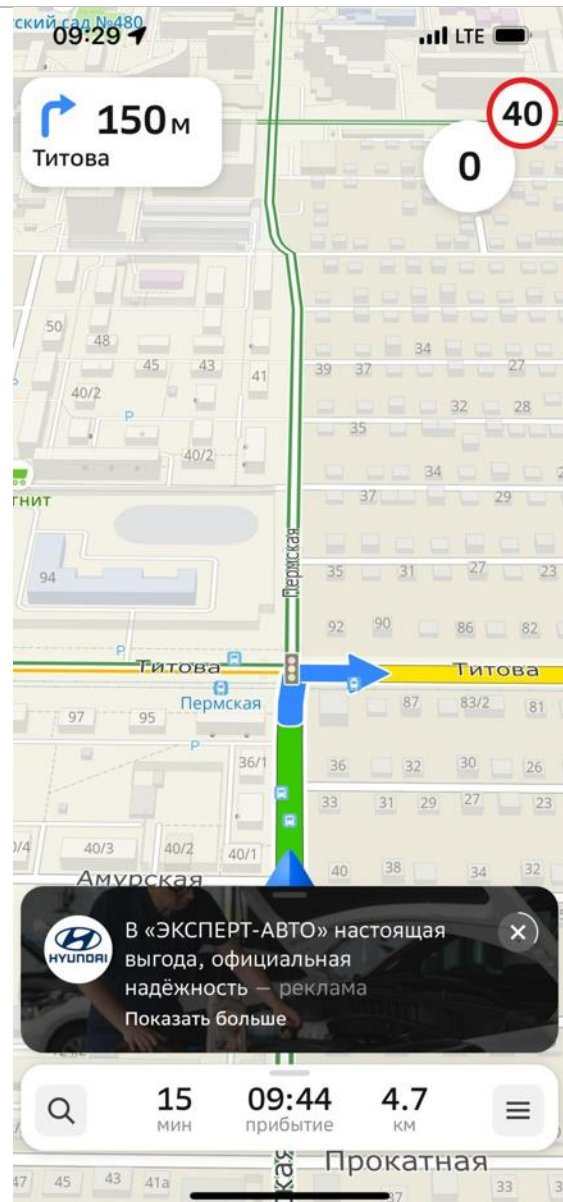 ский сад №480
09:29
LTE
150 м
Титова
40
0
50
48
45
43
41
39
37
34
27
40/2
32
28
P
35
40/2
34
гнит
37
29
Пермская
94
35
31
27
23
92
90
86
82
P
Титова
Титова
Пермская
87
83/2
81
97
95
P
36/1
36
32
30
26
33
31
29
27
23
40/3
40/2
40/1
40
38
34
32
Амурская
HYUNDAI
В «ЭКСПЕРТ-АВТО» настоящая
выгода, официальная
надёжность — реклама
Показать больше
15
09:44
4.7
мин
прибытие
км
Прокатная
47
45
43
41а
33